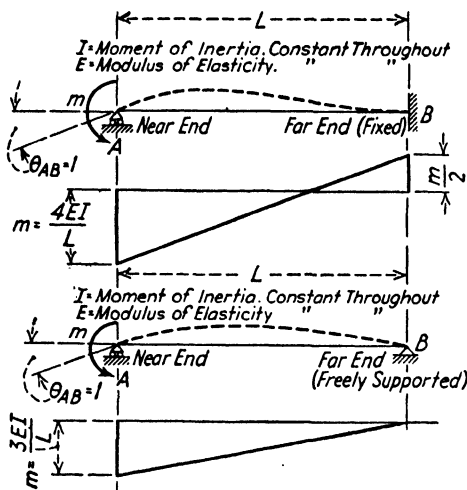 L
I=Moment of Inertia. Constant Throughout
E=Modulus of Elasticity. " "
m
B
Near End Far End (Fixed)
A
θAB=1
m/2
m = 4EI/L
L
I=Moment of Inertia. Constant Throughout
E=Modulus of Elasticity " "
m
B
Near End Far End
A (Freely Supported)
θAB=1
m = 3EI/L